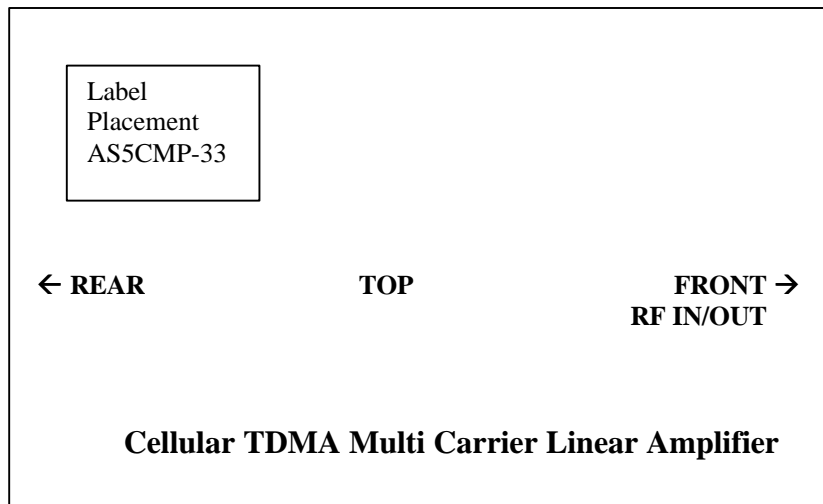 Label
Placement
AS5CMP-33
← REAR TOP FRONT →
RF IN/OUT
Cellular TDMA Multi Carrier Linear Amplifier